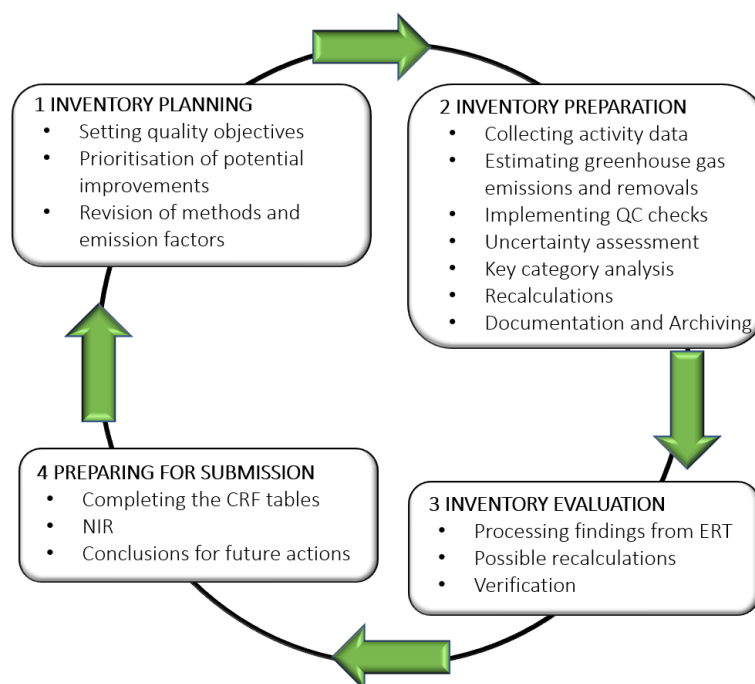 1 INVENTORY PLANNING
• Setting quality objectives
• Prioritisation of potential
improvements
• Revision of methods and
emission factors
2 INVENTORY PREPARATION
• Collecting activity data
• Estimating greenhouse gas
emissions and removals
• Implementing QC checks
• Uncertainty assessment
• Key category analysis
• Recalculations
• Documentation and Archiving
3 INVENTORY EVALUATION
• Processing findings from ERT
• Possible recalculations
• Verification
4 PREPARING FOR SUBMISSION
• Completing the CRF tables
• NIR
• Conclusions for future actions